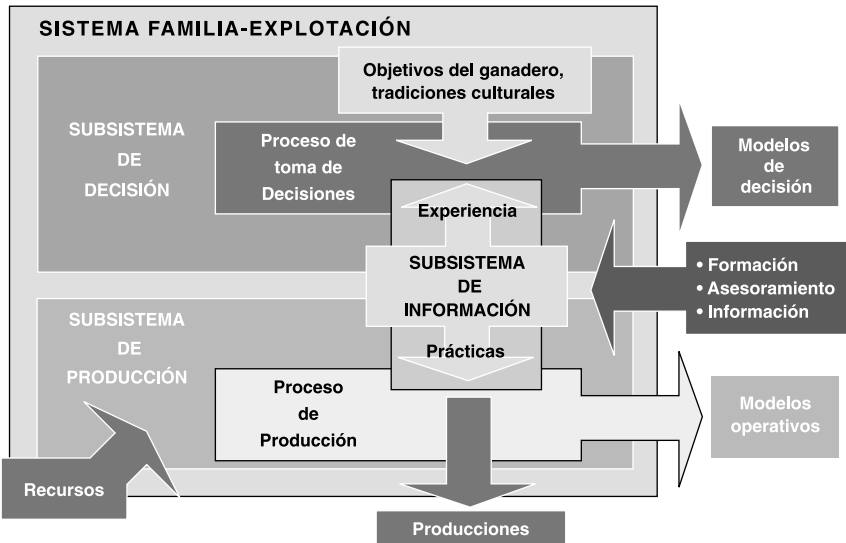 SISTEMA FAMILIA-EXPLOTACIÓN
Objetivos del ganadero,
tradiciones culturales
SUBSISTEMA
DE
DECISIÓN
Proceso de
toma de
Decisiones
Modelos
de
decisión
Experiencia
SUBSISTEMA
DE
INFORMACIÓN
Prácticas
• Formación
• Asesoramiento
• Información
SUBSISTEMA
DE
PRODUCCIÓN
Proceso
de
Producción
Modelos
operativos
Recursos
Producciones